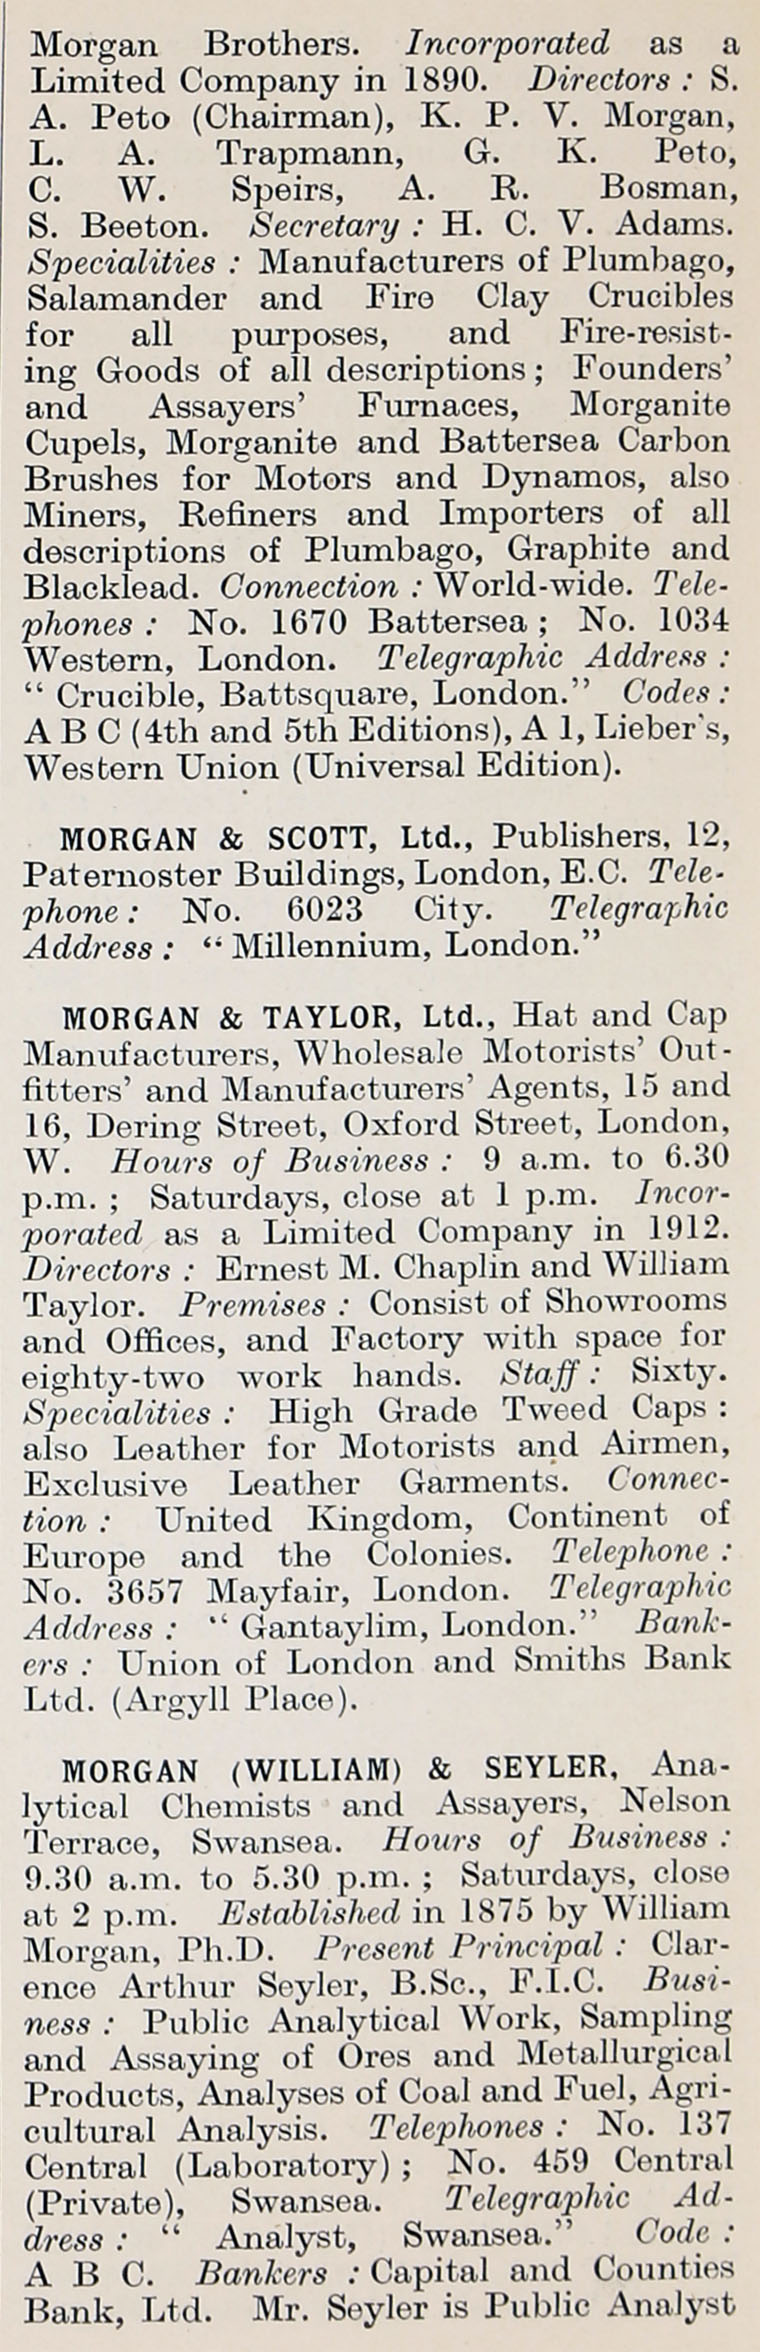 Morgan Brothers. Incorporated as a
Limited Company in 1890. Directors : S.
A. Peto (Chairman), K. P. V. Morgan,
L. A. Trapmann, G. K. Peto,
C. W. Speirs, A. R. Bosman,
S. Beeton. Secretary : H. C. V. Adams.
Specialities : Manufacturers of Plumbago,
Salamander and Fire Clay Crucibles
for all purposes, and Fire-resist-
ing Goods of all descriptions ; Founders’
and Assayers’ Furnaces, Morganite
Cupels, Morganite and Battersea Carbon
Brushes for Motors and Dynamos, also
Miners, Refiners and Importers of all
descriptions of Plumbago, Graphite and
Blacklead. Connection : World-wide. Tele-
phones : No. 1670 Battersea ; No. 1034
Western, London. Telegraphic Address :
“ Crucible, Battsquare, London.” Codes :
A B C (4th and 5th Editions), A 1, Lieber's,
Western Union (Universal Edition).
MORGAN & SCOTT, Ltd., Publishers, 12,
Paternoster Buildings, London, E.C. Tele-
phone : No. 6023 City. Telegraphic
Address : “ Millennium, London.”
MORGAN & TAYLOR, Ltd., Hat and Cap
Manufacturers, Wholesale Motorists’ Out-
fitters’ and Manufacturers’ Agents, 15 and
16, Dering Street, Oxford Street, London,
W. Hours of Business : 9 a.m. to 6.30
p.m. ; Saturdays, close at 1 p.m. Incor-
porated as a Limited Company in 1912.
Directors : Ernest M. Chaplin and William
Taylor. Premises : Consist of Showrooms
and Offices, and Factory with space for
eighty-two work hands. Staff : Sixty.
Specialities : High Grade Tweed Caps :
also Leather for Motorists and Airmen,
Exclusive Leather Garments. Connec-
tion : United Kingdom, Continent of
Europe and the Colonies. Telephone :
No. 3657 Mayfair, London. Telegraphic
Address : “ Gantaylim, London.” Bank-
ers : Union of London and Smiths Bank
Ltd. (Argyll Place).
MORGAN (WILLIAM) & SEYLER, Ana-
lytical Chemists and Assayers, Nelson
Terrace, Swansea. Hours of Business :
9.30 a.m. to 5.30 p.m. ; Saturdays, close
at 2 p.m. Established in 1875 by William
Morgan, Ph.D. Present Principal : Clar-
ence Arthur Seyler, B.Sc., F.I.C. Busi-
ness : Public Analytical Work, Sampling
and Assaying of Ores and Metallurgical
Products, Analyses of Coal and Fuel, Agri-
cultural Analysis. Telephones : No. 137
Central (Laboratory) ; No. 459 Central
(Private), Swansea. Telegraphic Ad-
dress : “ Analyst, Swansea.” Code :
A B C. Bankers : Capital and Counties
Bank, Ltd. Mr. Seyler is Public Analyst